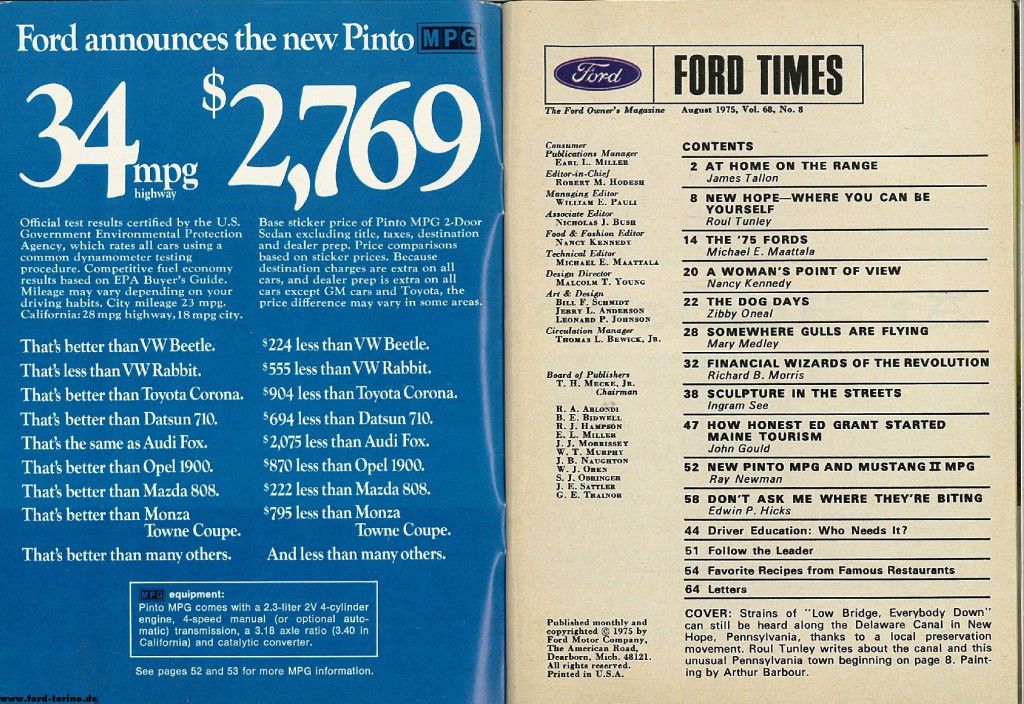 Ford announces the new Pinto MPG
34 mpg
highway
$2,769
Official test results certified by the U.S.
Government Environmental Protection
Agency, which rates all cars using a
common dynamometer testing
procedure. Competitive fuel economy
results based on EPA Buyer's Guide.
Mileage may vary depending on your
driving habits. City mileage 23 mpg.
California: 28 mpg highway, 18 mpg city.
Base sticker price of Pinto MPG 2-Door
Sedan excluding title, taxes, destination
and dealer prep. Price comparisons
based on sticker prices. Because
destination charges are extra on all
cars, and dealer prep is extra on all
cars except GM cars and Toyota, the
price difference may vary in some areas.
That's better than VW Beetle.
That's less than VW Rabbit.
That's better than Toyota Corona.
That's better than Datsun 710.
That's the same as Audi Fox.
That's better than Opel 1900.
That's better than Mazda 808.
That's better than Monza
Towne Coupe.
That's better than many others.
$224 less than VW Beetle.
$555 less than VW Rabbit.
$904 less than Toyota Corona.
$694 less than Datsun 710.
$2,075 less than Audi Fox.
$870 less than Opel 1900.
$222 less than Mazda 808.
$795 less than Monza
Towne Coupe.
And less than many others.
MPG equipment:
Pinto MPG comes with a 2.3-liter 2V 4-cylinder
engine, 4-speed manual (or optional auto-
matic) transmission, a 3.18 axle ratio (3.40 in
California) and catalytic converter.
See pages 52 and 53 for more MPG information.
www.ford-torino.de
Ford
FORD TIMES
The Ford Owner's Magazine August 1975, Vol. 68, No. 8
Consumer
Publications Manager
EARL L. MILLER
Editor-in-Chief
ROBERT M. HODESH
Managing Editor
WILLIAM E. PAULI
Associate Editor
NICHOLAS J. BUSH
Food & Fashion Editor
NANCY KENNEDY
Technical Editor
MICHAEL E. MAATTALA
Design Director
MALCOLM T. YOUNG
Art & Design
BILL F. SCHMIDT
JERRY L. ANDERSON
LEONARD P. JOHNSON
Circulation Manager
THOMAS L. BEWICK, JR.
Board of Publishers
T. H. MECKE, JR.
Chairman
R. A. ABLONDI
B. E. BIDWELL
R. J. HAMPSON
E. L. MILLER
J. J. MORRISSEY
W. T. MURPHY
J. B. NAUGHTON
W. J. OBEN
S. J. OBRINGER
J. E. SATTLER
G. E. TRAINOR
Published monthly and
copyrighted © 1975 by
Ford Motor Company,
The American Road,
Dearborn, Mich. 48121.
All rights reserved.
Printed in U.S.A.
CONTENTS
2 AT HOME ON THE RANGE
James Tallon
8 NEW HOPE—WHERE YOU CAN BE
YOURSELF
Roul Tunley
14 THE '75 FORDS
Michael E. Maattala
20 A WOMAN'S POINT OF VIEW
Nancy Kennedy
22 THE DOG DAYS
Zibby Oneal
28 SOMEWHERE GULLS ARE FLYING
Mary Medley
32 FINANCIAL WIZARDS OF THE REVOLUTION
Richard B. Morris
38 SCULPTURE IN THE STREETS
Ingram See
47 HOW HONEST ED GRANT STARTED
MAINE TOURISM
John Gould
52 NEW PINTO MPG AND MUSTANG II MPG
Ray Newman
58 DON'T ASK ME WHERE THEY'RE BITING
Edwin P. Hicks
44 Driver Education: Who Needs It?
51 Follow the Leader
54 Favorite Recipes from Famous Restaurants
64 Letters
COVER: Strains of "Low Bridge, Everybody Down"
can still be heard along the Delaware Canal in New
Hope, Pennsylvania, thanks to a local preservation
movement. Roul Tunley writes about the canal and this
unusual Pennsylvania town beginning on page 8. Paint-
ing by Arthur Barbour.